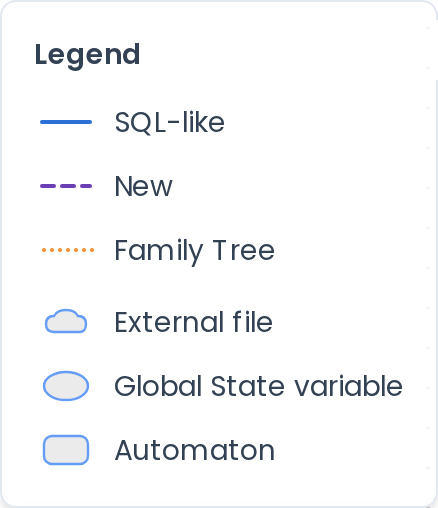 Legend
SQL-like
New
Family Tree
External file
Global State variable
Automaton